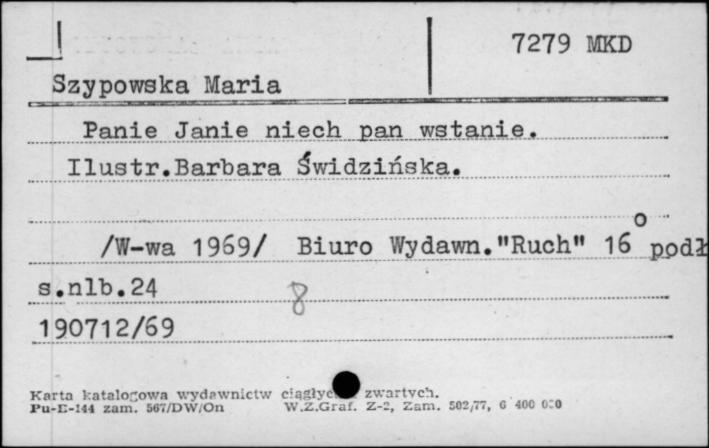 7279 MKD
Szypowska Maria
Panie Janie niech pan wstanie.
Ilustr.Barbara Świdzińska.
/W-wa 1969/ Biuro Wydawn."Ruch" 16° podł
s.nlb.24
8
190712/69
Karta katalogowa wydawnictw zwartych.
Pu-E-144 zam. 567/DW/On W.Z.Graf. Z-2, Zam. 502/77, 6 400 000